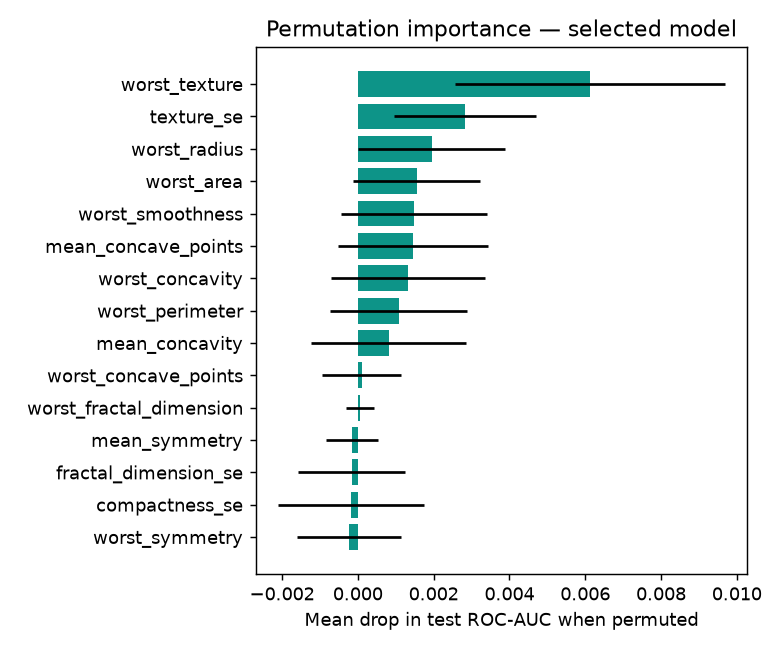 Permutation importance — selected model
worst_texture
texture_se
worst_radius
worst_area
worst_smoothness
mean_concave_points
worst_concavity
worst_perimeter
mean_concavity
worst_concave_points
worst_fractal_dimension
mean_symmetry
fractal_dimension_se
compactness_se
worst_symmetry
−0.002 0.000 0.002 0.004 0.006 0.008 0.010
Mean drop in test ROC-AUC when permuted